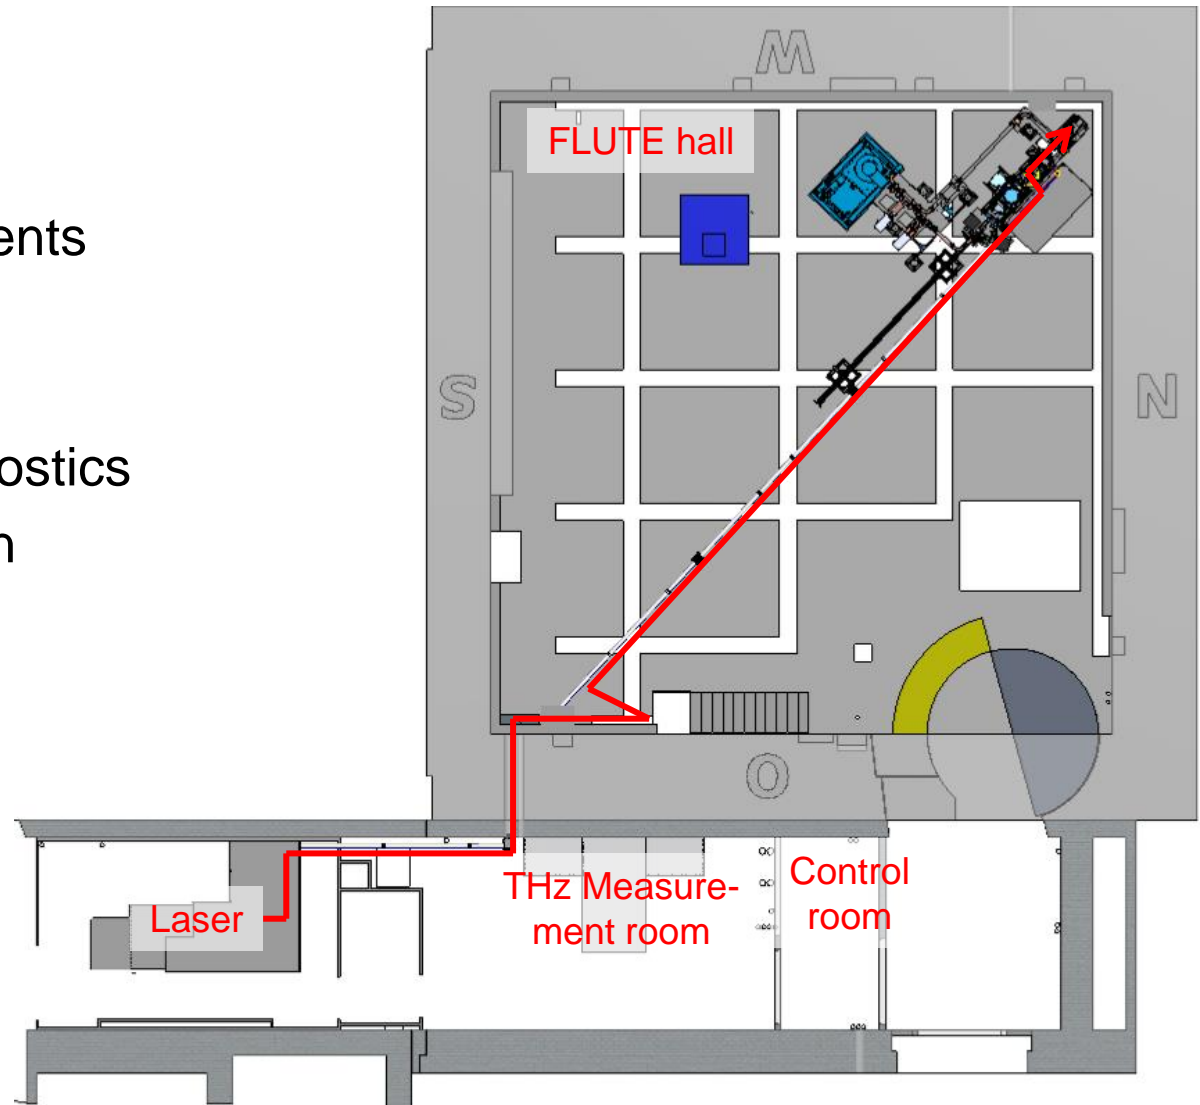 W
FLUTE hall
ents
S
N
ostics
n
O
Laser
THz Measure-
ment room
Control
room